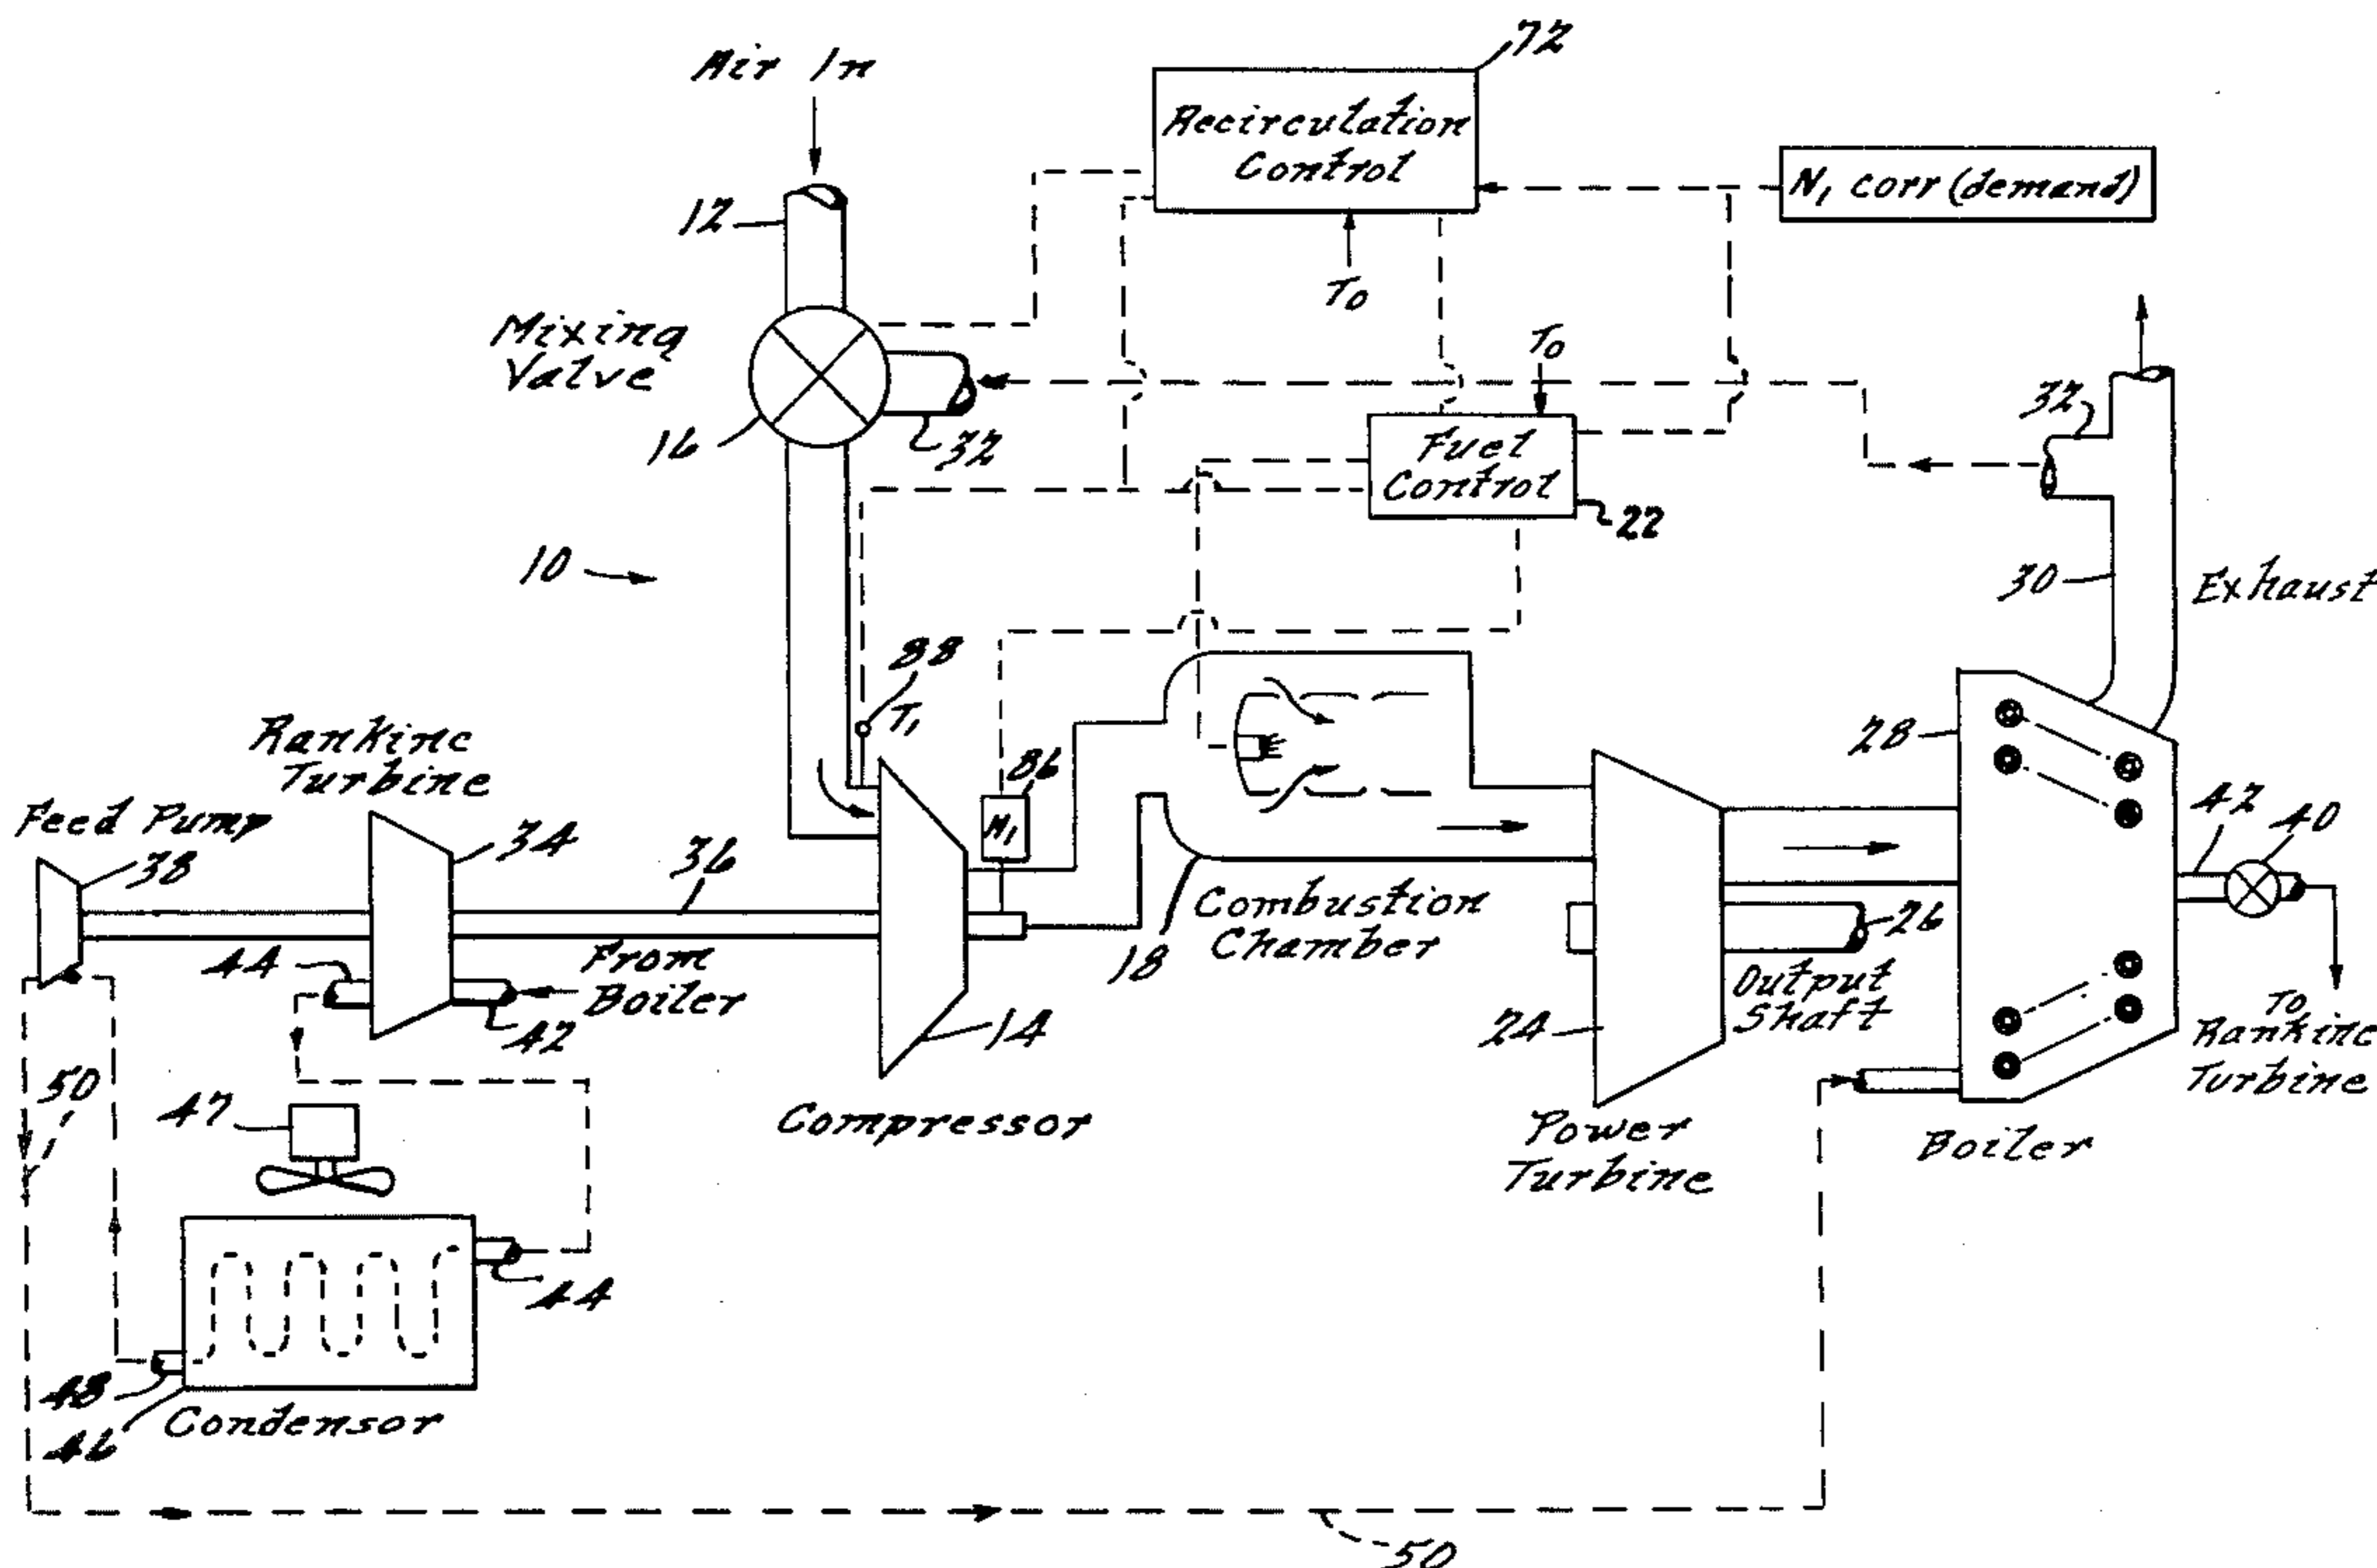 Air In
72
Recirculation
Control
N₁ corr (demand)
12
T₀
Mixing
Valve
T₀
16
32
Fuel
Control
22
32
10
30
Exhaust
88
T₁
Rankine
Turbine
86
N₁
28
Feed Pump
38
34
36
42
40
Combustion
Chamber
18
26
44
From
Boiler
42
14
Output
Shaft
24
To
Rankine
Turbine
50
47
Compressor
Power
Turbine
Boiler
44
48
46
Condensor
50